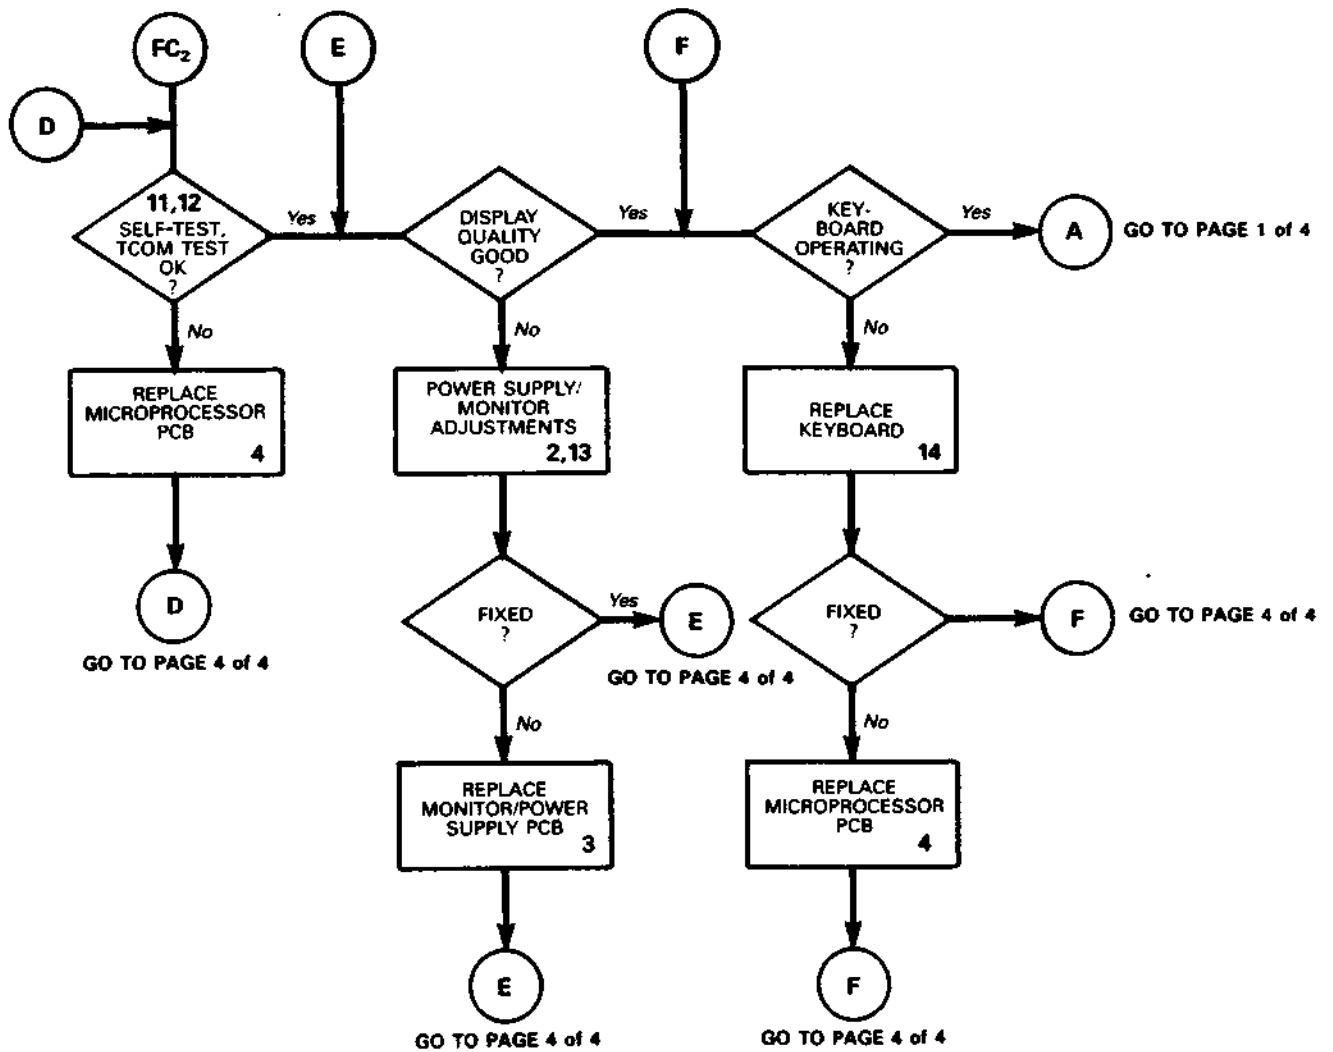 FC₂
E
F
D
11,12
SELF-TEST,
TCOM TEST
OK
?
Yes
DISPLAY
QUALITY
GOOD
?
Yes
KEY-
BOARD
OPERATING
?
Yes
A
GO TO PAGE 1 of 4
No
No
No
REPLACE
MICROPROCESSOR
PCB
4
POWER SUPPLY/
MONITOR
ADJUSTMENTS
2,13
REPLACE
KEYBOARD
14
D
GO TO PAGE 4 of 4
FIXED
?
Yes
E
GO TO PAGE 4 of 4
FIXED
?
F
GO TO PAGE 4 of 4
No
No
REPLACE
MONITOR/POWER
SUPPLY PCB
3
REPLACE
MICROPROCESSOR
PCB
4
E
GO TO PAGE 4 of 4
F
GO TO PAGE 4 of 4